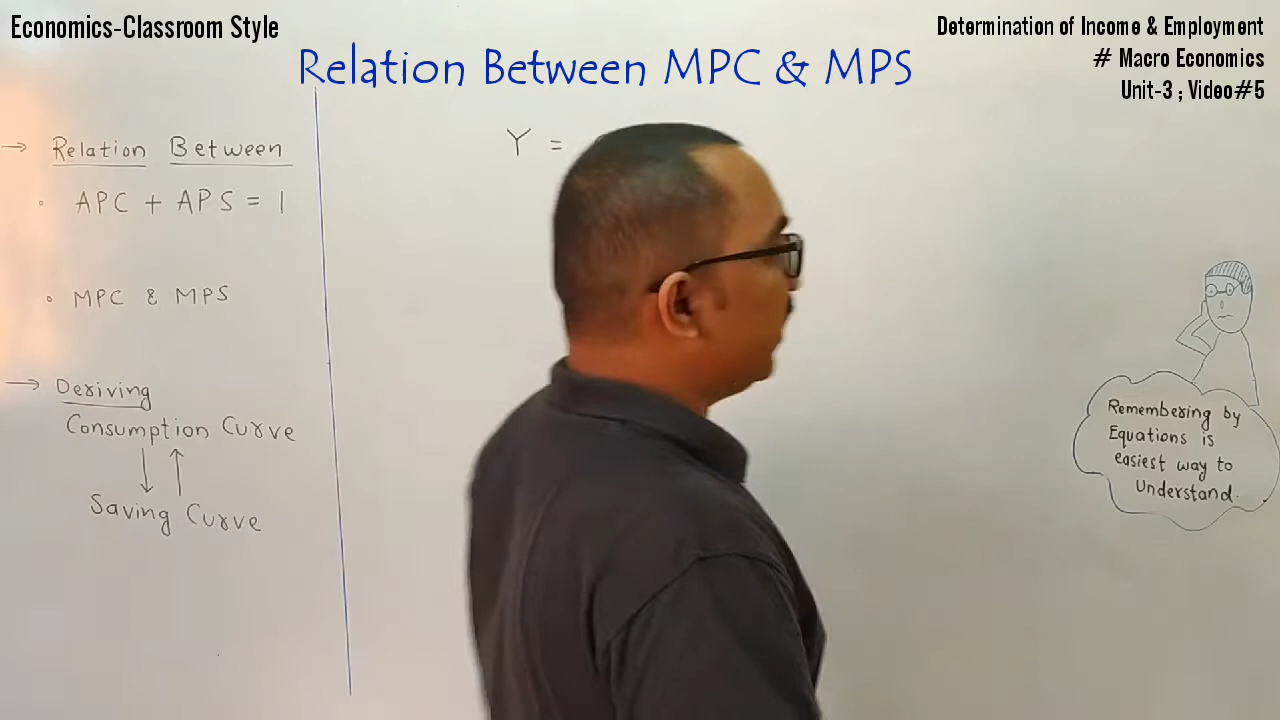 Economics-Classroom Style
Determination of Income & Employment
# Macro Economics
Unit-3 ; Video#5
Relation Between MPC & MPS
→ Relation Between
◦ APC + APS = 1
◦ MPC & MPS
→ Deriving
Consumption Curve
↓ ↑
Saving Curve
Y =
Remembering by
Equations is
easiest way to
Understand.